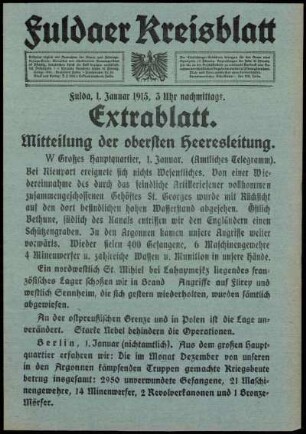 Fuldaer Kreisblatt
Fulda, 1. Januar 1915, 3 Uhr nachmittags.
Extrablatt.
Mitteilung der obersten Heeresleitung.
W Großes Hauptquartier, 1. Januar. (Amtliches Telegramm).
Bei Nieuport ereignete sich nichts Wesentliches. Von einer Wie-
dereinnahme des durch das feindliche Artilleriefeuer vollkommen
zusammengeschossenen Gehöftes St. Georges wurde mit Rücksicht
auf den dort befindlichen hohen Wasserstand abgesehen. Östlich
Bethune, südlich des Kanals entrissen wir den Engländern einen
Schützengraben. In den Argonnen kamen unsere Angriffe weiter
vorwärts. Wieder fielen 400 Gefangene, 6 Maschinengewehre
4 Minenwerfer u. zahlreiche Waffen u. Munition in unsere Hände.
Ein nordwestlich St. Mihiel bei Lahaymeix liegendes fran-
zösisches Lager schossen wir in Brand Angriffe auf Flirey und
westlich Sennheim, die sich gestern wiederholten, wurden sämtlich
abgewiesen.
An der ostpreußischen Grenze und in Polen ist die Lage un-
verändert. Starke Nebel behindern die Operationen.
Berlin, 1. Januar (nichtamtlich). Aus dem großen Haupt-
quartier erfahren wir: Die im Monat Dezember von unseren
in den Argonnen kämpfenden Truppen gemachte Kriegsbeute
betrug insgesamt: 2950 unverwundete Gefangene, 21 Maschi-
nengewehre, 14 Minenwerfer, 2 Revolverkanonen und 1 Bronze-
Mörser.